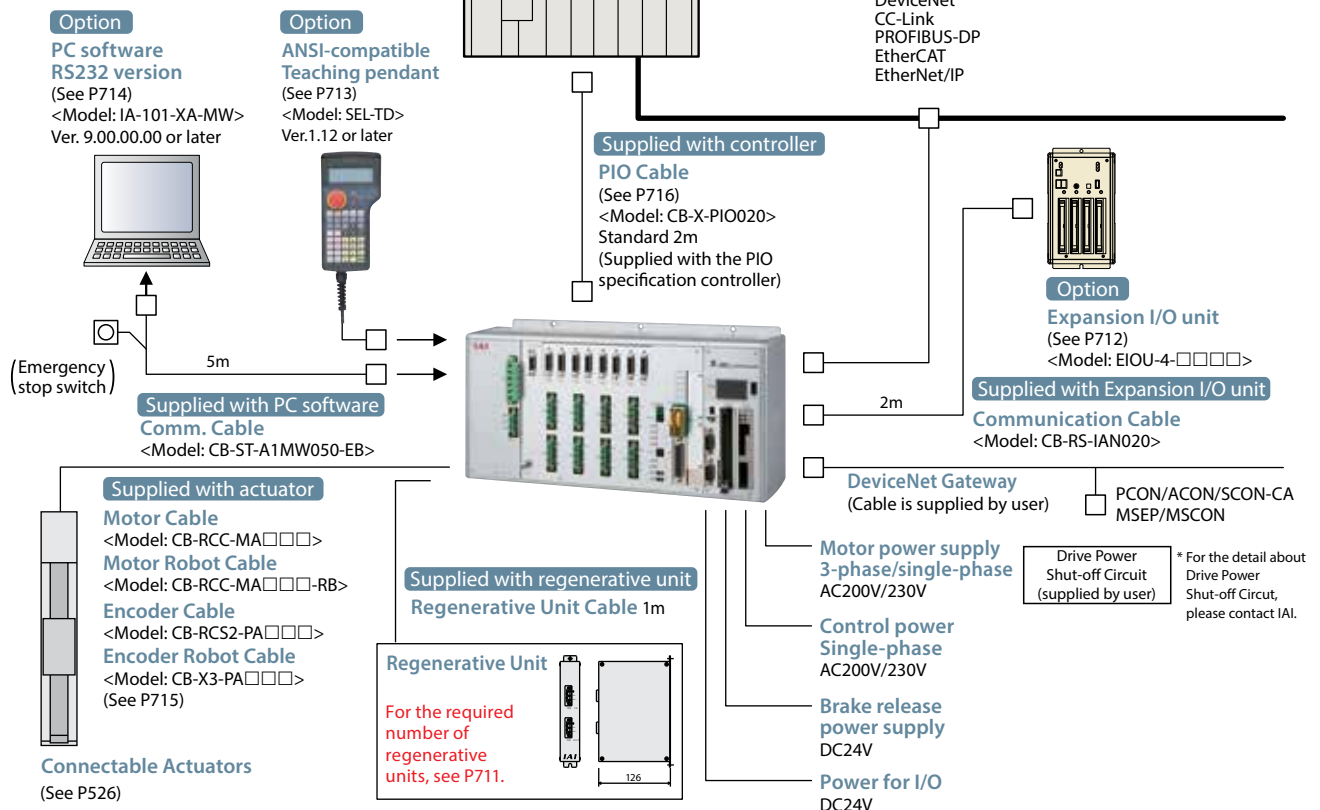 Option
PC software
RS232 version
(See P714)
<Model: IA-101-XA-MW>
Ver. 9.00.00.00 or later
Option
ANSI-compatible
Teaching pendant
(See P713)
<Model: SEL-TD>
Ver.1.12 or later
DeviceNet
CC-Link
PROFIBUS-DP
EtherCAT
EtherNet/IP
Supplied with controller
PIO Cable
(See P716)
<Model: CB-X-PIO020>
Standard 2m
(Supplied with the PIO
specification controller)
Option
Expansion I/O unit
(See P712)
<Model: EIOU-4-□□□□>
Supplied with Expansion I/O unit
Communication Cable
<Model: CB-RS-IAN020>
2m
(Emergency
stop switch)
5m
Supplied with PC software
Comm. Cable
<Model: CB-ST-A1MW050-EB>
IAI
DeviceNet Gateway
(Cable is supplied by user)
PCON/ACON/SCON-CA
MSEP/MSCON
Supplied with actuator
Motor Cable
<Model: CB-RCC-MA□□□>
Motor Robot Cable
<Model: CB-RCC-MA□□□-RB>
Encoder Cable
<Model: CB-RCS2-PA□□□>
Encoder Robot Cable
<Model: CB-X3-PA□□□>
(See P715)
Connectable Actuators
(See P526)
Supplied with regenerative unit
Regenerative Unit Cable 1m
Regenerative Unit
For the required
number of
regenerative
units, see P711.
IAI
126
Motor power supply
3-phase/single-phase
AC200V/230V
Control power
Single-phase
AC200V/230V
Brake release
power supply
DC24V
Power for I/O
DC24V
Drive Power
Shut-off Circuit
(supplied by user)
* For the detail about
Drive Power
Shut-off Circut,
please contact IAI.